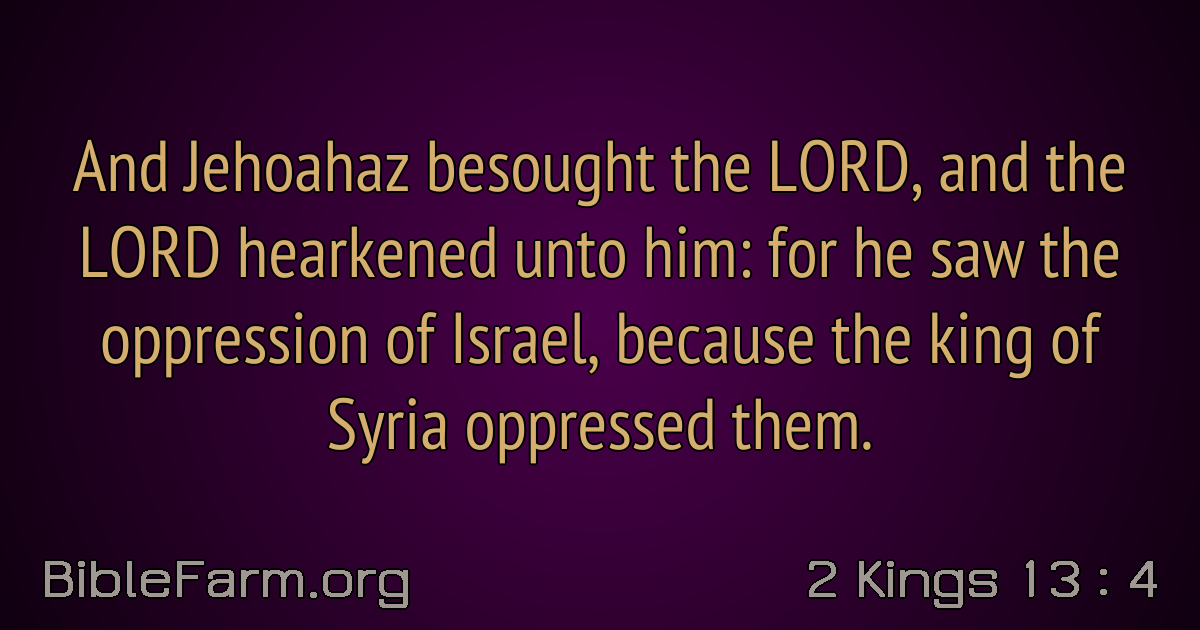 And Jehoahaz besought the LORD, and the
LORD hearkened unto him: for he saw the
oppression of Israel, because the king of
Syria oppressed them.
BibleFarm.org
2 Kings 13 : 4